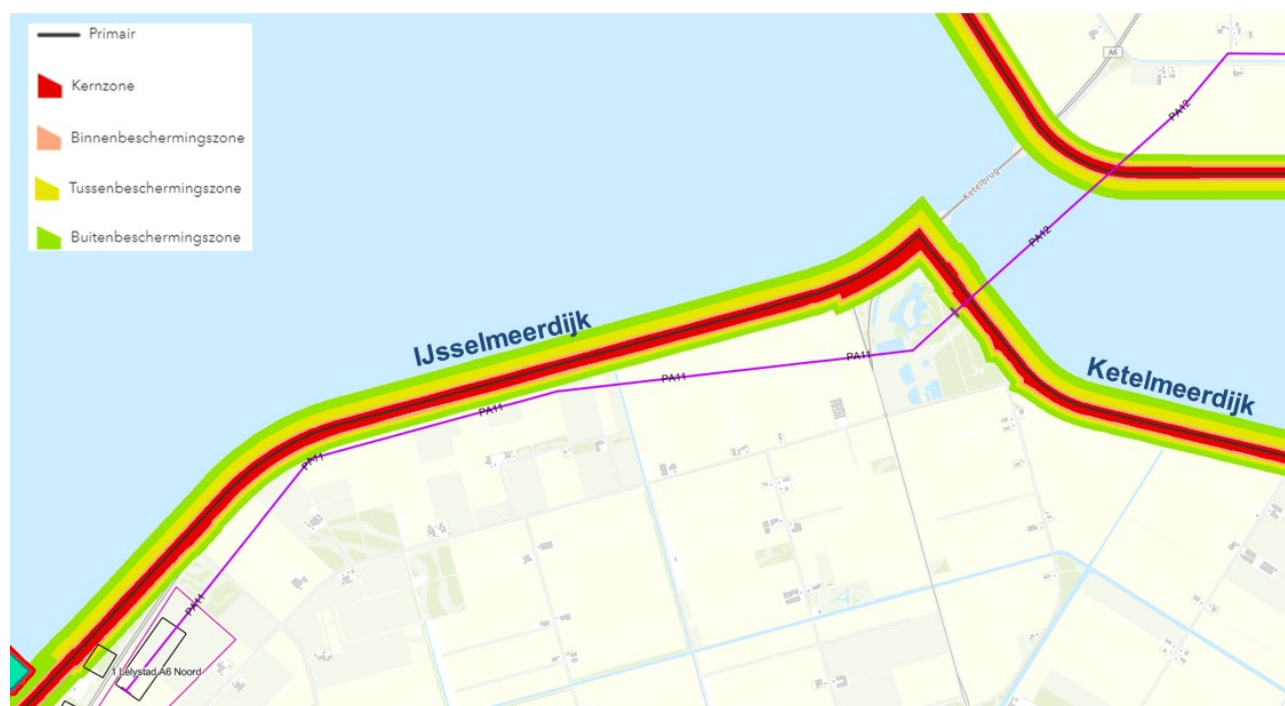 Primair
Kernzone
Binnenbeschermingszone
Tussenbeschermingszone
Buitenbeschermingszone
A6
PA12
Ketelbrug
PA12
IJsselmeerdijk
PA11
PA11
PA11
Ketelmeerdijk
PA11
PA11
1 Lelystad A6 Noord